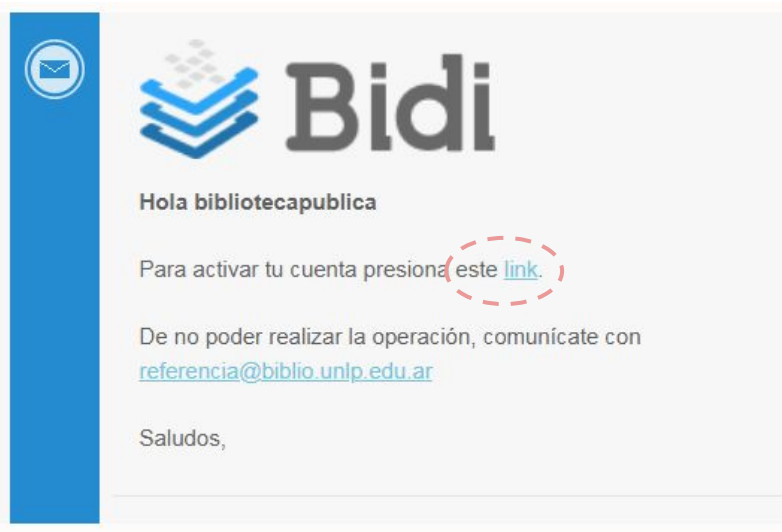 Bidi
Hola bibliotecapublica
Para activar tu cuenta presiona este link.
De no poder realizar la operación, comunícate con
referencia@biblio.unlp.edu.ar
Saludos,